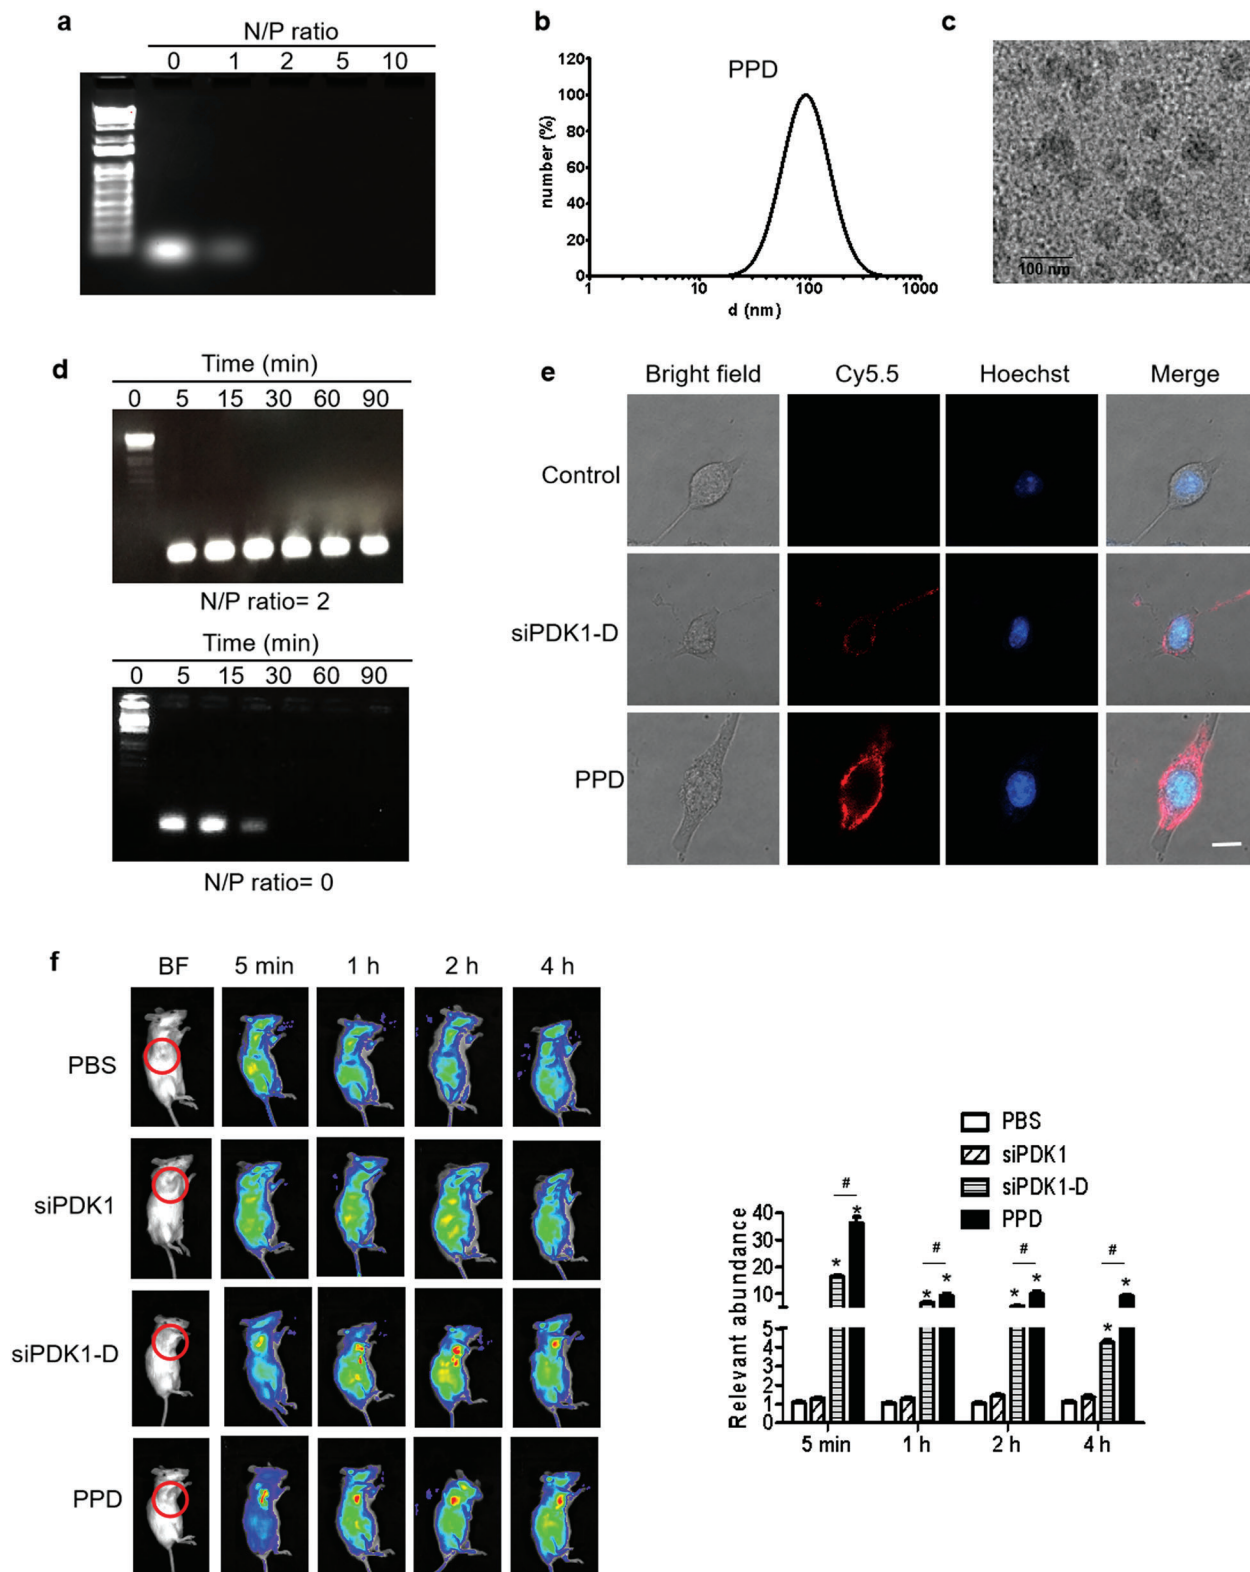 a
N/P ratio
0 1 2 5 10
b
PPD
120
100
80
60
40
20
0
number (%)
1 10 100 1000
d (nm)
c
100 nm
d
Time (min)
0 5 15 30 60 90
N/P ratio= 2
Time (min)
0 5 15 30 60 90
N/P ratio= 0
e
Bright field Cy5.5 Hoechst Merge
Control
siPDK1-D
PPD
f
BF 5 min 1 h 2 h 4 h
PBS
siPDK1
siPDK1-D
PPD
PBS
siPDK1
siPDK1-D
PPD
Relevant abundance
40
30
20
10
5
4
3
2
1
0
# # # #
* * * * * * * *
5 min 1 h 2 h 4 h